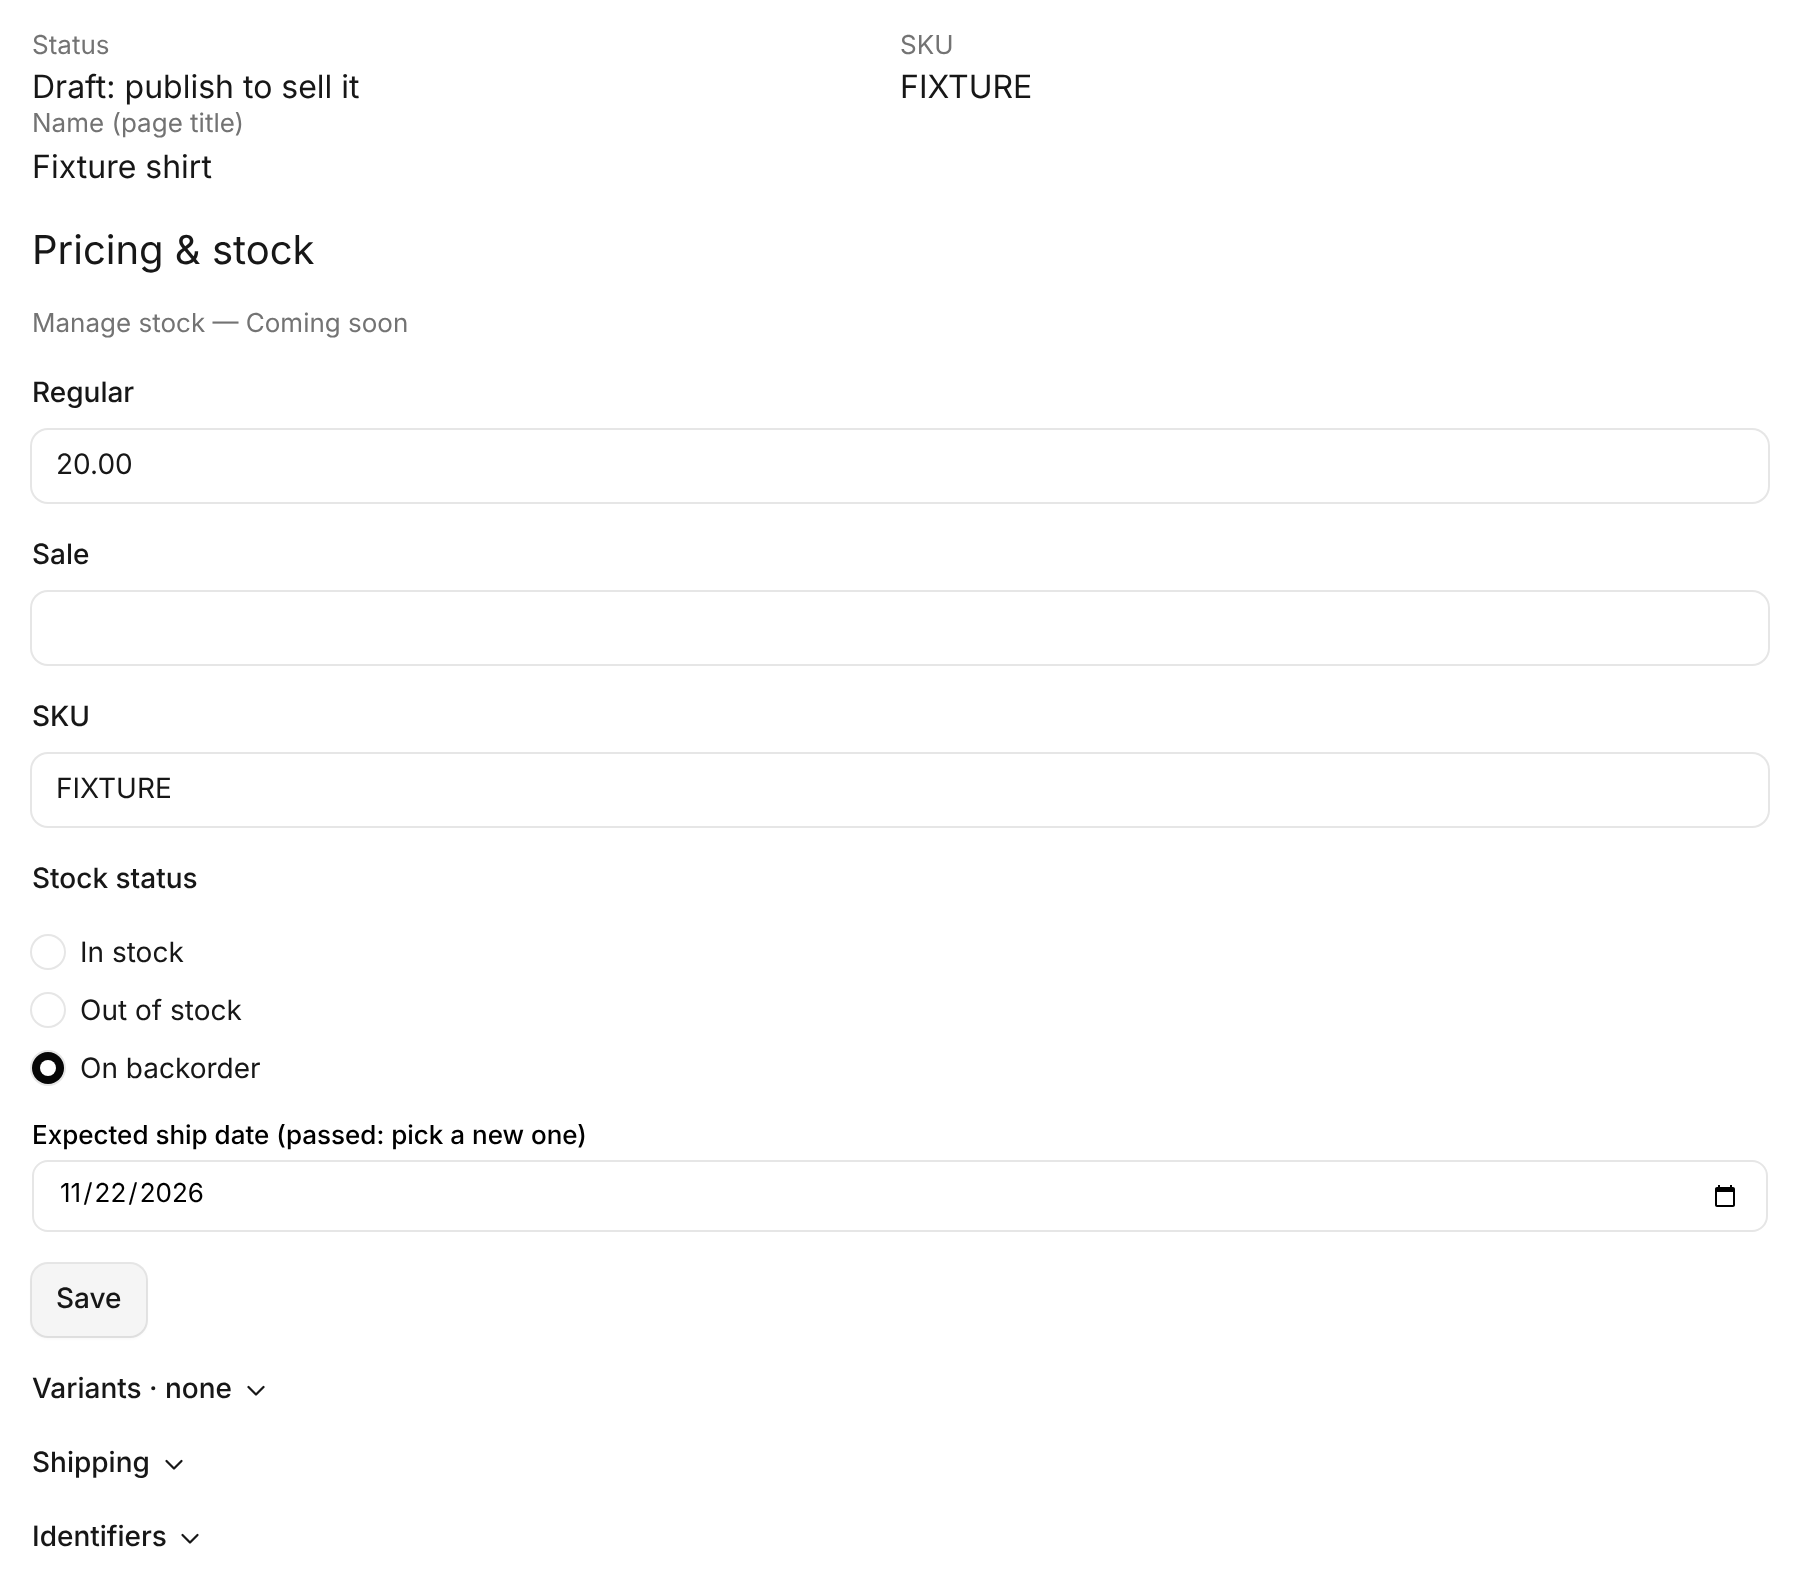 Status
Draft: publish to sell it
SKU
FIXTURE
Name (page title)
Fixture shirt
Pricing & stock
Manage stock — Coming soon
Regular
20.00
Sale
SKU
FIXTURE
Stock status
In stock
Out of stock
On backorder
Expected ship date (passed: pick a new one)
11/22/2026
Save
Variants · none
Shipping
Identifiers